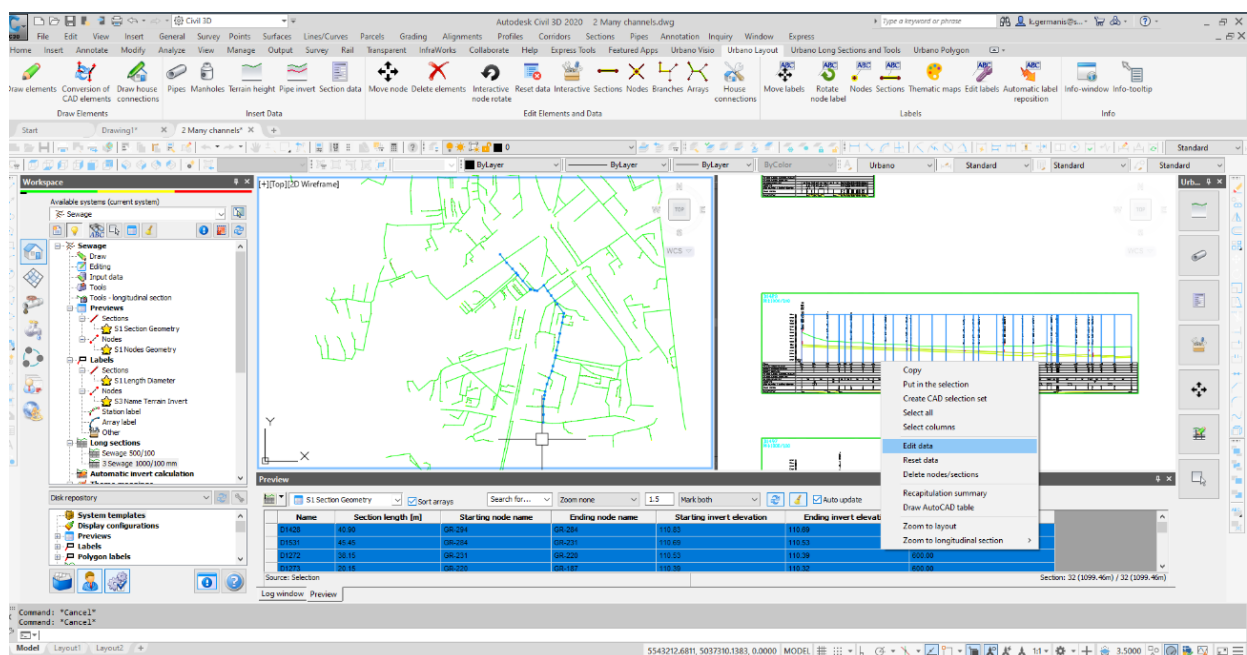 Civil 3D
Autodesk Civil 3D 2020 2 Many channels.dwg
Type a keyword or phrase
k.germanis@s...
File Edit View Insert General Survey Points Surfaces Lines/Curves Parcels Grading Alignments Profiles Corridors Sections Pipes Annotation Inquiry Window Express
Home Insert Annotate Modify Analyze View Manage Output Survey Rail Transparent InfraWorks Collaborate Help Express Tools Featured Apps Urbano Visio Urbano Layout Urbano Long Sections and Tools Urbano Polygon
Draw elements Conversion of Draw house Pipes Manholes Terrain height Pipe invert Section data Move node Delete elements Interactive Reset data Interactive Sections Nodes Branches Arrays House Move labels Rotate Nodes Sections Thematic maps Edit labels Automatic label Info-window Info-tooltip
CAD elements connections node rotate connections node label reposition
Draw Elements Insert Data Edit Elements and Data Labels Info
Start Drawing1* 2 Many channels*
0 Standard
ByLayer ByLayer ByLayer ByColor Urbano Standard Standard Standard
Workspace
[+][Top][2D Wireframe]
Urb...
Available systems (current system)
Sewage
N
W TOP E
S
WCS
Sewage
Draw
Editing
Input data
Tools
Tools - longitudinal section
Previews
Sections
S1 Section Geometry
Nodes
S1 Nodes Geometry
Labels
Sections
S1 Length Diameter
Nodes
S3 Name Terrain Invert
Station label
Array label
Other
Long sections
Sewage 500/100
3 Sewage 1000/100 mm
Automatic invert calculation
Y
X
Copy
Put in the selection
Create CAD selection set
Select all
Select columns
Edit data
Reset data
Delete nodes/sections
Recapitulation summary
Draw AutoCAD table
Zoom to layout
Zoom to longitudinal section
Disk repository
System templates
Display configurations
Previews
Labels
Polygon labels
Preview
S1 Section Geometry Sort arrays Search for... Zoom none 1.5 Mark both Auto update
Name Section length [m] Starting node name Ending node name Starting invert elevation Ending invert elevati
D1428 40.90 GR-294 GR-284 110.83 110.69
D1531 45.45 GR-284 GR-231 110.69 110.53
D1272 38.15 GR-231 GR-220 110.53 110.39 600.00
D1273 20.15 GR-220 GR-187 110.39 110.32 600.00
Source: Selection
Section: 32 (1099.46m) / 32 (1099.46m)
Log window Preview
Command: *Cancel*
Command: *Cancel*
Model Layout1 Layout2 +
5543212.6811, 5037310.1383, 0.0000 MODEL 1:1 3.5000